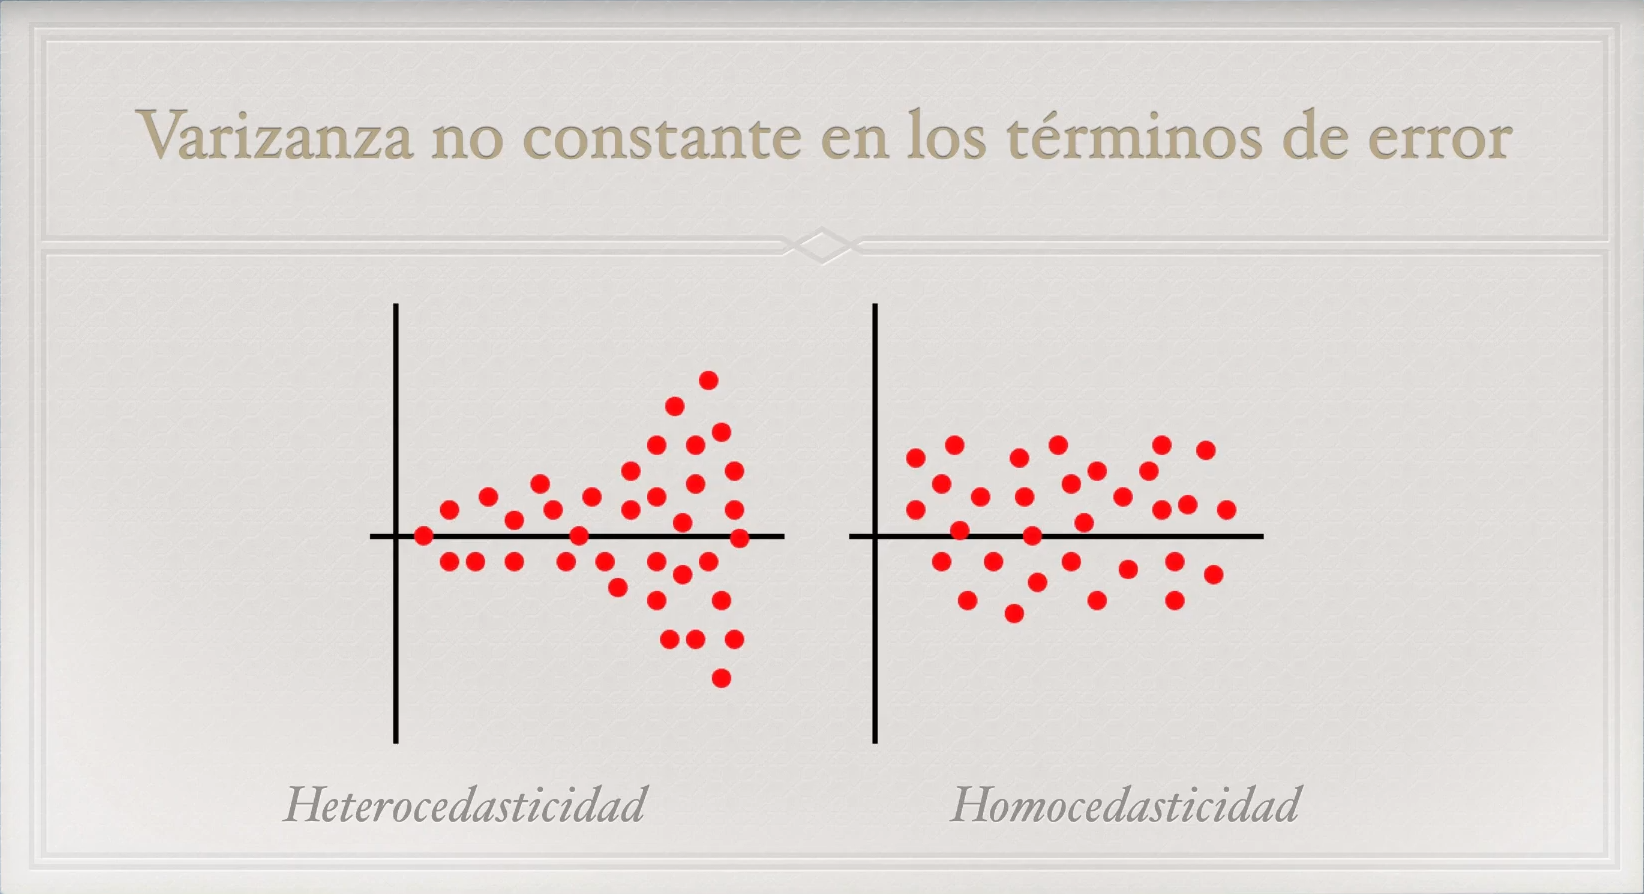 Varizanza no constante en los términos de error
Heterocedasticidad
Homocedasticidad